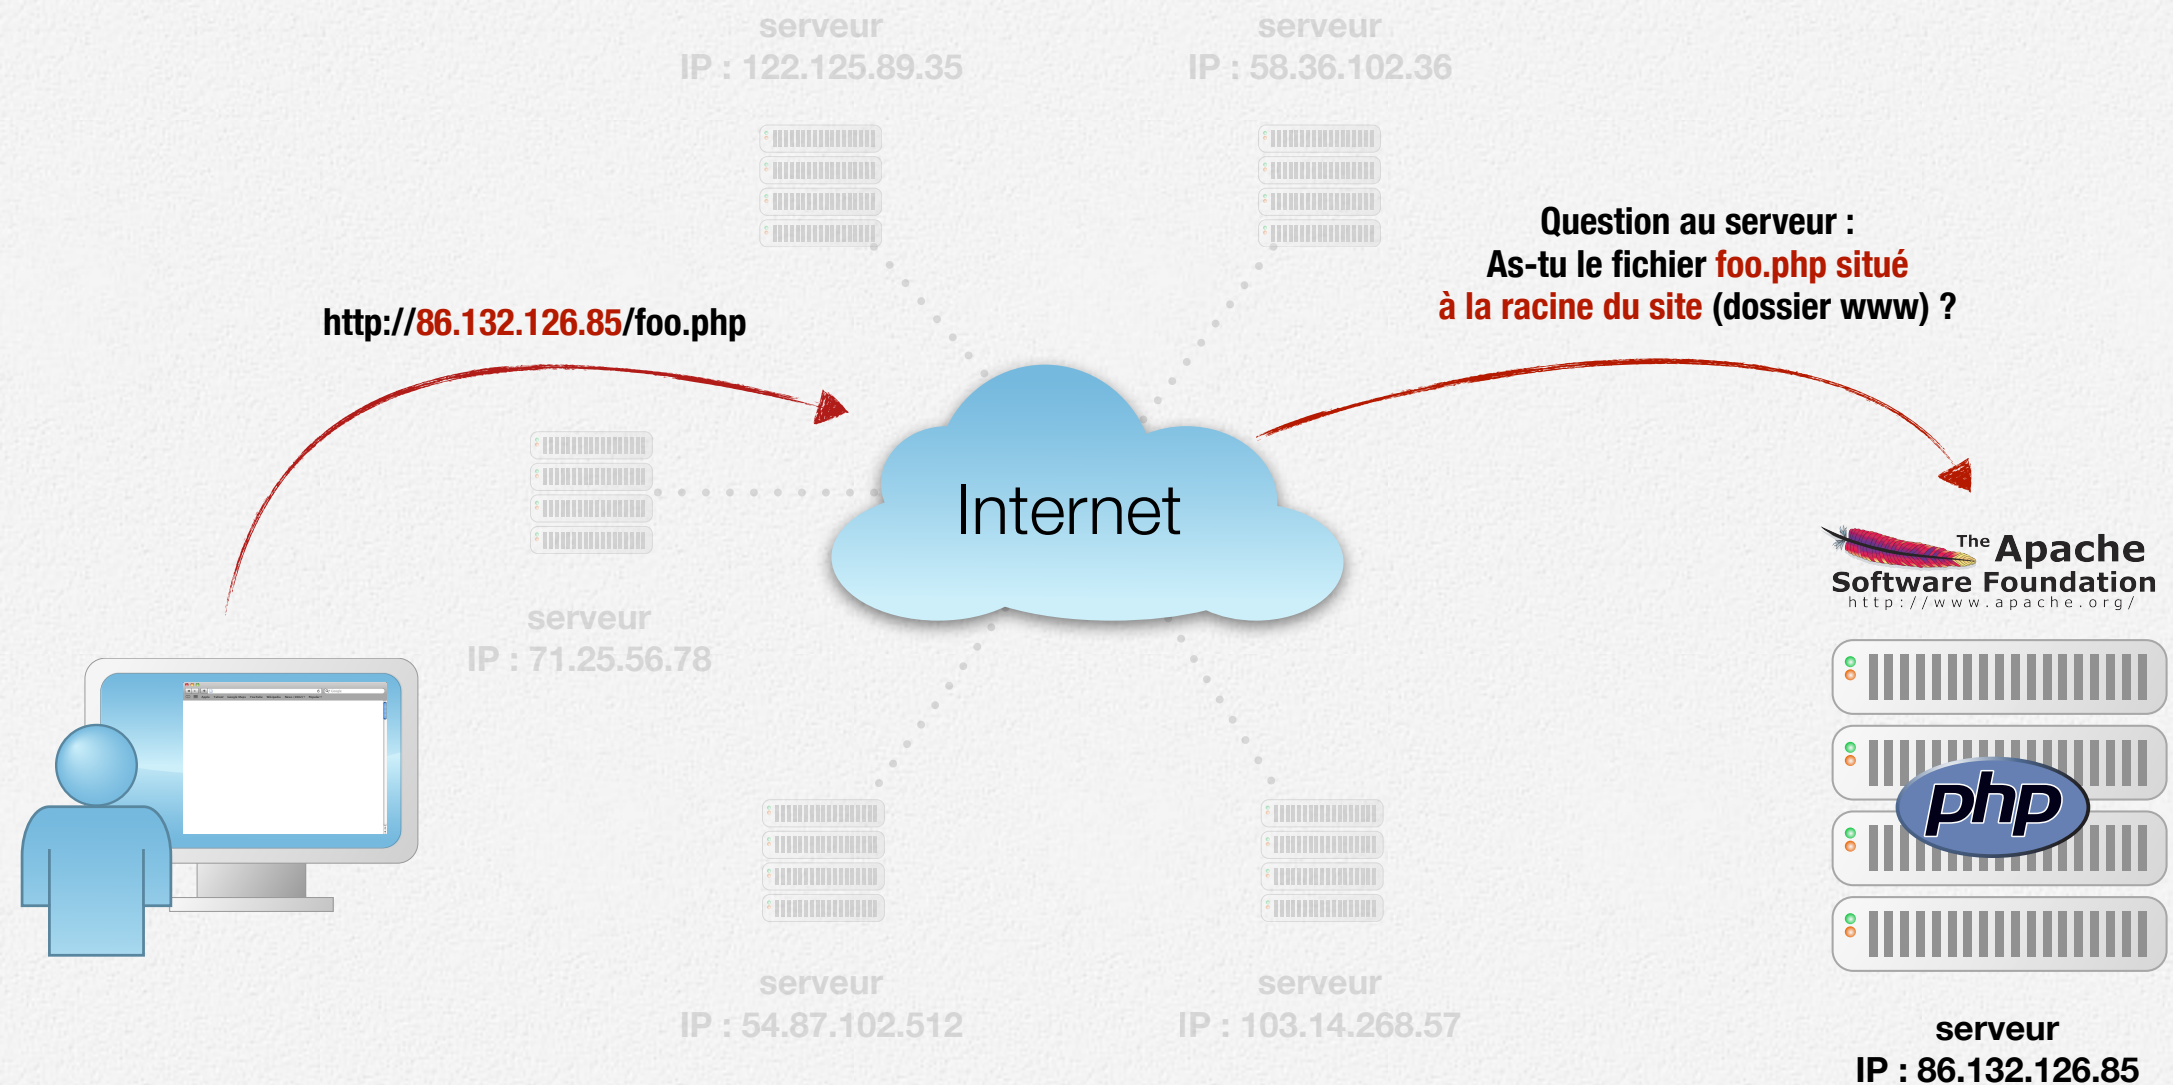 serveur
IP : 122.125.89.35
serveur
IP : 58.36.102.36
Question au serveur :
As-tu le fichier foo.php situé
à la racine du site (dossier www) ?
http://86.132.126.85/foo.php
Internet
The Apache
Software Foundation
http://www.apache.org/
serveur
IP : 71.25.56.78
php
serveur
IP : 54.87.102.512
serveur
IP : 103.14.268.57
serveur
IP : 86.132.126.85